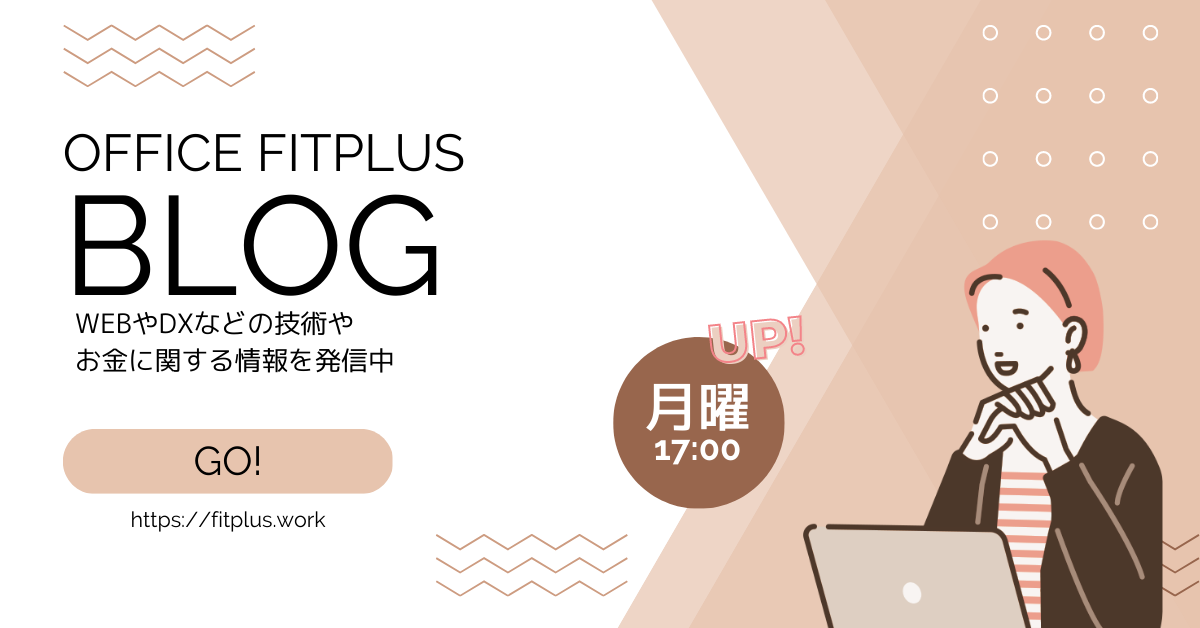 OFFICE FITPLUS
BLOG
WEBやDXなどの技術や
お金に関する情報を発信中
GO!
https://fitplus.work
UP!
月曜
17:00